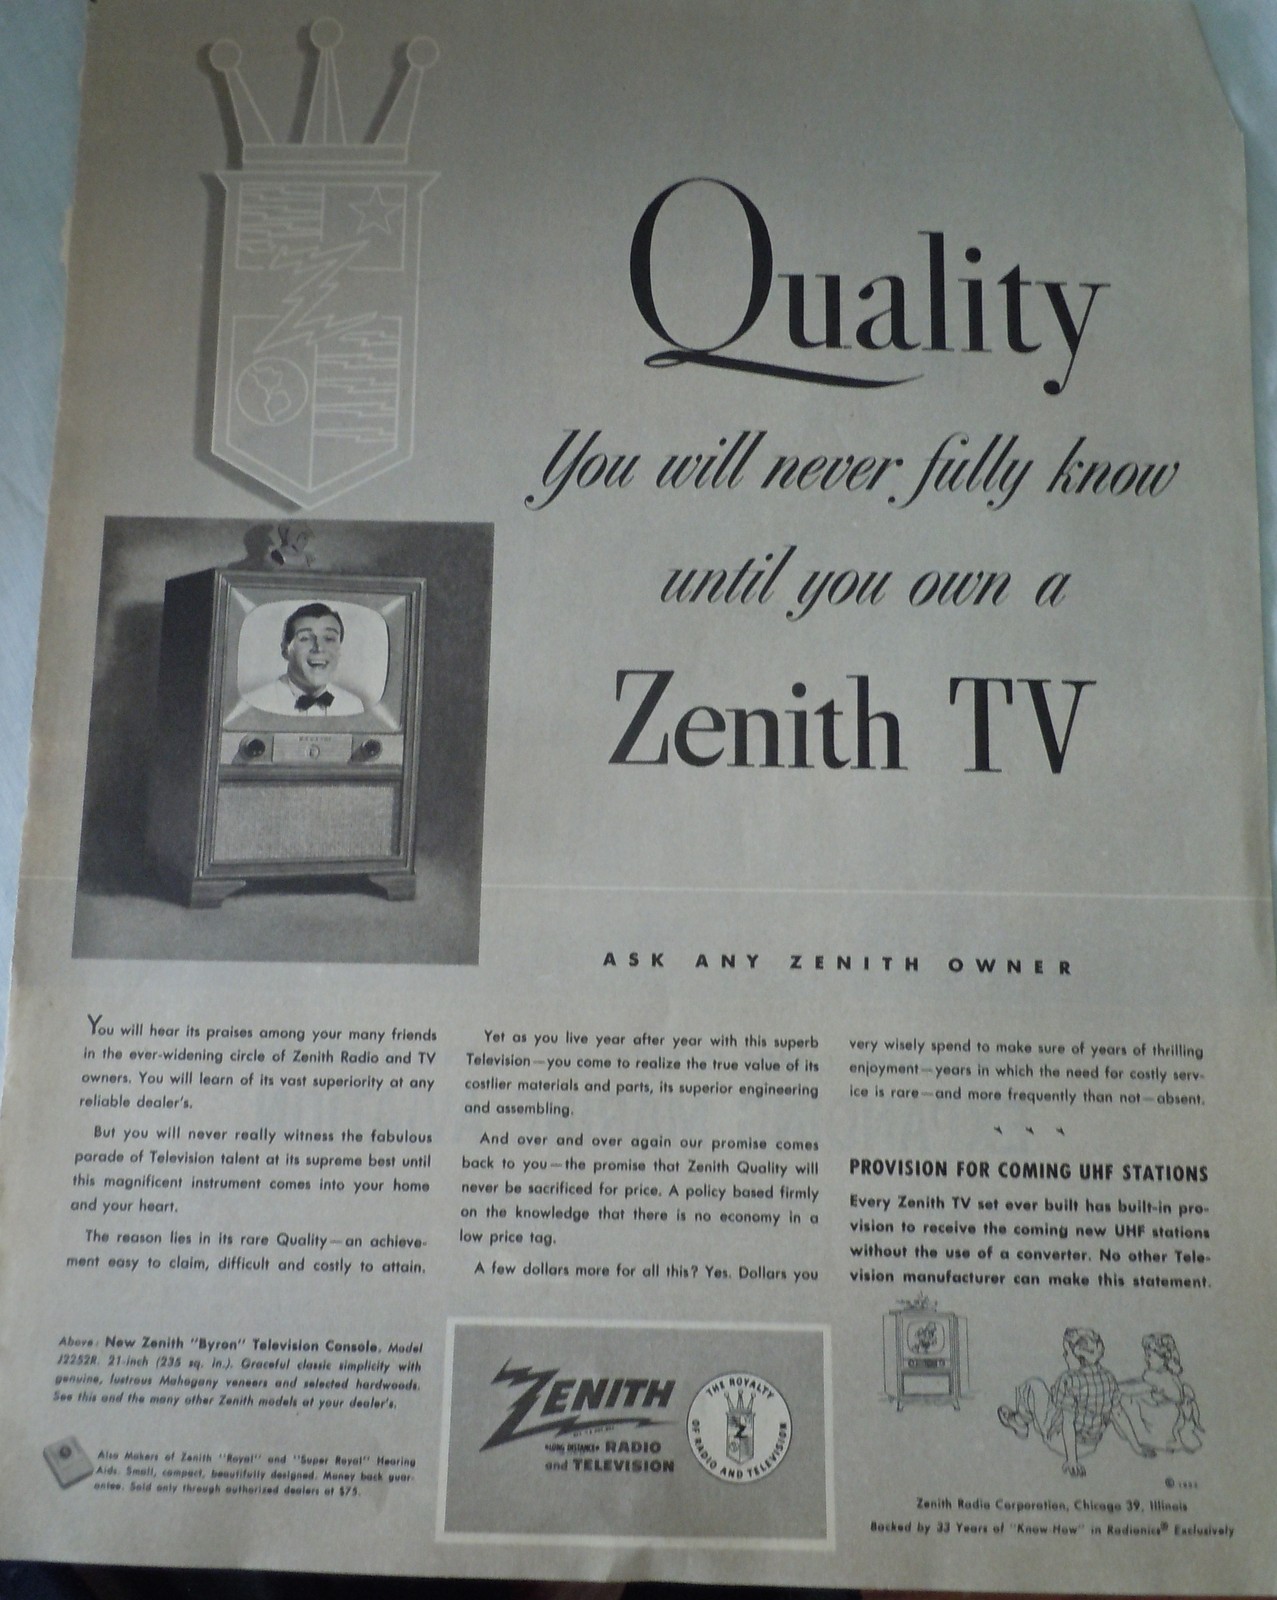 Quality
You will never fully know
until you own a
Zenith TV
ASK ANY ZENITH OWNER
You will hear its praises among your many friends
in the ever-widening circle of Zenith Radio and TV
owners. You will learn of its vast superiority at any
reliable dealer's.
But you will never really witness the fabulous
parade of Television talent at its supreme best until
this magnificent instrument comes into your home
and your heart.
The reason lies in its rare Quality—an achieve-
ment easy to claim, difficult and costly to attain.
Yet as you live year after year with this superb
Television—you come to realize the true value of its
costlier materials and parts, its superior engineering
and assembling.
And over and over again our promise comes
back to you—the promise that Zenith Quality will
never be sacrificed for price. A policy based firmly
on the knowledge that there is no economy in a
low price tag.
A few dollars more for all this? Yes. Dollars you
very wisely spend to make sure of years of thrilling
enjoyment—years in which the need for costly serv-
ice is rare—and more frequently than not—absent.
PROVISION FOR COMING UHF STATIONS
Every Zenith TV set ever built has built-in pro-
vision to receive the coming new UHF stations
without the use of a converter. No other Tele-
vision manufacturer can make this statement.
Above: New Zenith "Byron" Television Console. Model
J2252R. 21-inch (235 sq. in.). Graceful classic simplicity with
genuine, lustrous Mahogany veneers and selected hardwoods.
See this and the many other Zenith models at your dealer's.
Also Makers of Zenith "Royal" and "Super Royal" Hearing
Aids. Small, compact, beautifully designed. Money back guar-
antee. Sold only through authorized dealers at $75.
ZENITH
LONG DISTANCE RADIO
and TELEVISION
THE ROYALTY
OF RADIO AND TELEVISION
Z
©
Zenith Radio Corporation, Chicago 39, Illinois
Backed by 33 Years of "Know-How" in Radionics® Exclusively